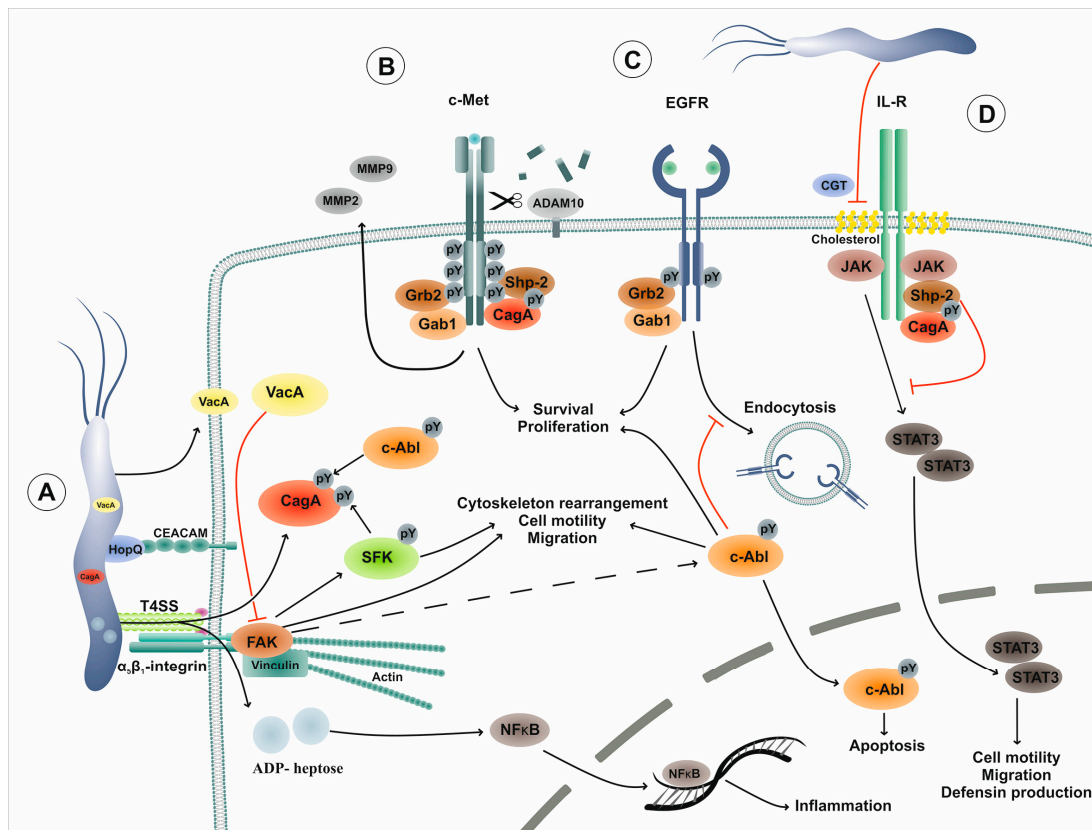 B
C
D
c-Met
EGFR
IL-R
MMP9
MMP2
ADAM10
CGT
Cholesterol
pY
pY
pY
pY
pY
pY
Grb2
Shp-2
pY
Gab1
CagA
pY
pY
Grb2
Gab1
JAK
JAK
Shp-2
pY
CagA
VacA
VacA
Survival
Proliferation
Endocytosis
pY
c-Abl
STAT3
STAT3
A
pY
pY
CagA
VacA
Cytoskeleton rearrangement
Cell motility
Migration
CEACAM
HopQ
pY
SFK
pY
c-Abl
CagA
T4SS
FAK
α₅β₁-integrin
Vinculin
Actin
STAT3
STAT3
pY
c-Abl
NFκB
ADP- heptose
Apoptosis
NFκB
Inflammation
Cell motility
Migration
Defensin production